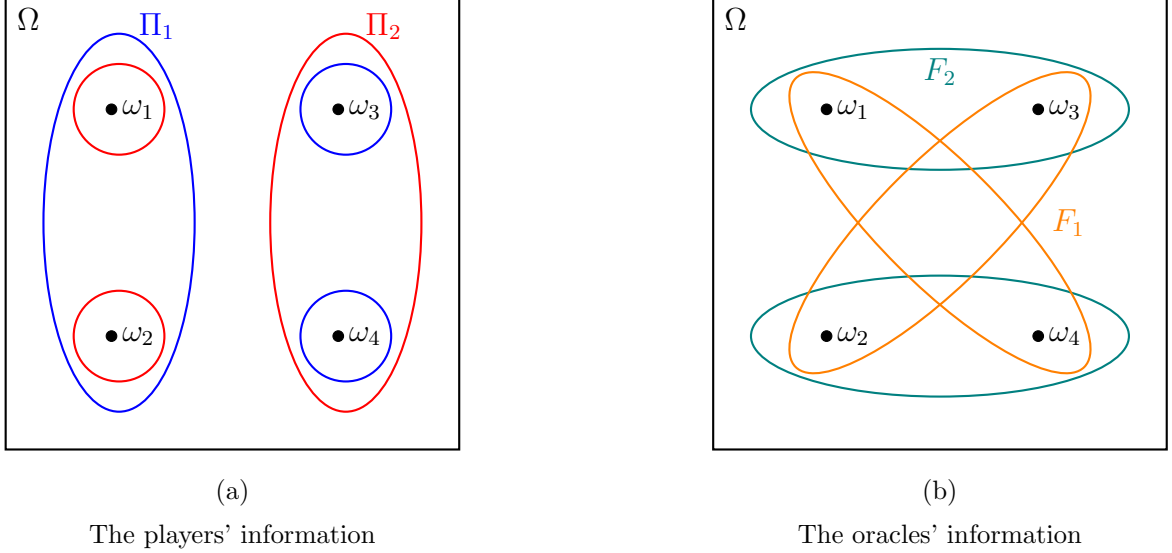 Ω
Π₁
Π₂
ω₁
ω₃
ω₂
ω₄
(a)
The players' information
Ω
F₂
ω₁
ω₃
F₁
ω₂
ω₄
(b)
The oracles' information